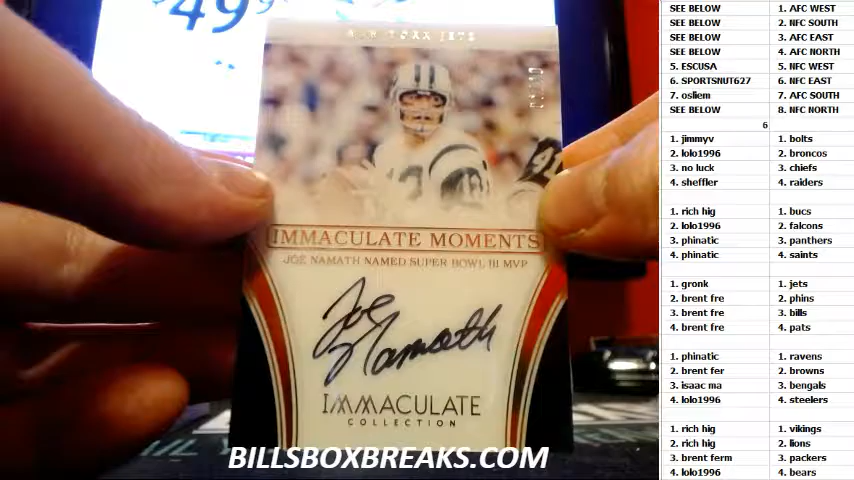 $49
NEW YORK JETS
IMMACULATE MOMENTS
JOE NAMATH NAMED SUPER BOWL III MVP
Joe
Namath
IMMACULATE
COLLECTION
BILLSBOXBREAKS.COM
SEE BELOW 1. AFC WEST
SEE BELOW 2. NFC SOUTH
SEE BELOW 3. AFC EAST
SEE BELOW 4. AFC NORTH
5. ESCUSA 5. NFC WEST
6. SPORTSNUT627 6. NFC EAST
7. osliem 7. AFC SOUTH
SEE BELOW 8. NFC NORTH
6
1. jimmyv 1. bolts
2. lolo1996 2. broncos
3. no luck 3. chiefs
4. sheffler 4. raiders
1. rich hig 1. bucs
2. lolo1996 2. falcons
3. phinatic 3. panthers
4. phinatic 4. saints
1. gronk 1. jets
2. brent fre 2. phins
3. brent fre 3. bills
4. brent fre 4. pats
1. phinatic 1. ravens
2. brent fer 2. browns
3. isaac ma 3. bengals
4. lolo1996 4. steelers
1. rich hig 1. vikings
2. rich hig 2. lions
3. brent ferm 3. packers
4. lolo1996 4. bears